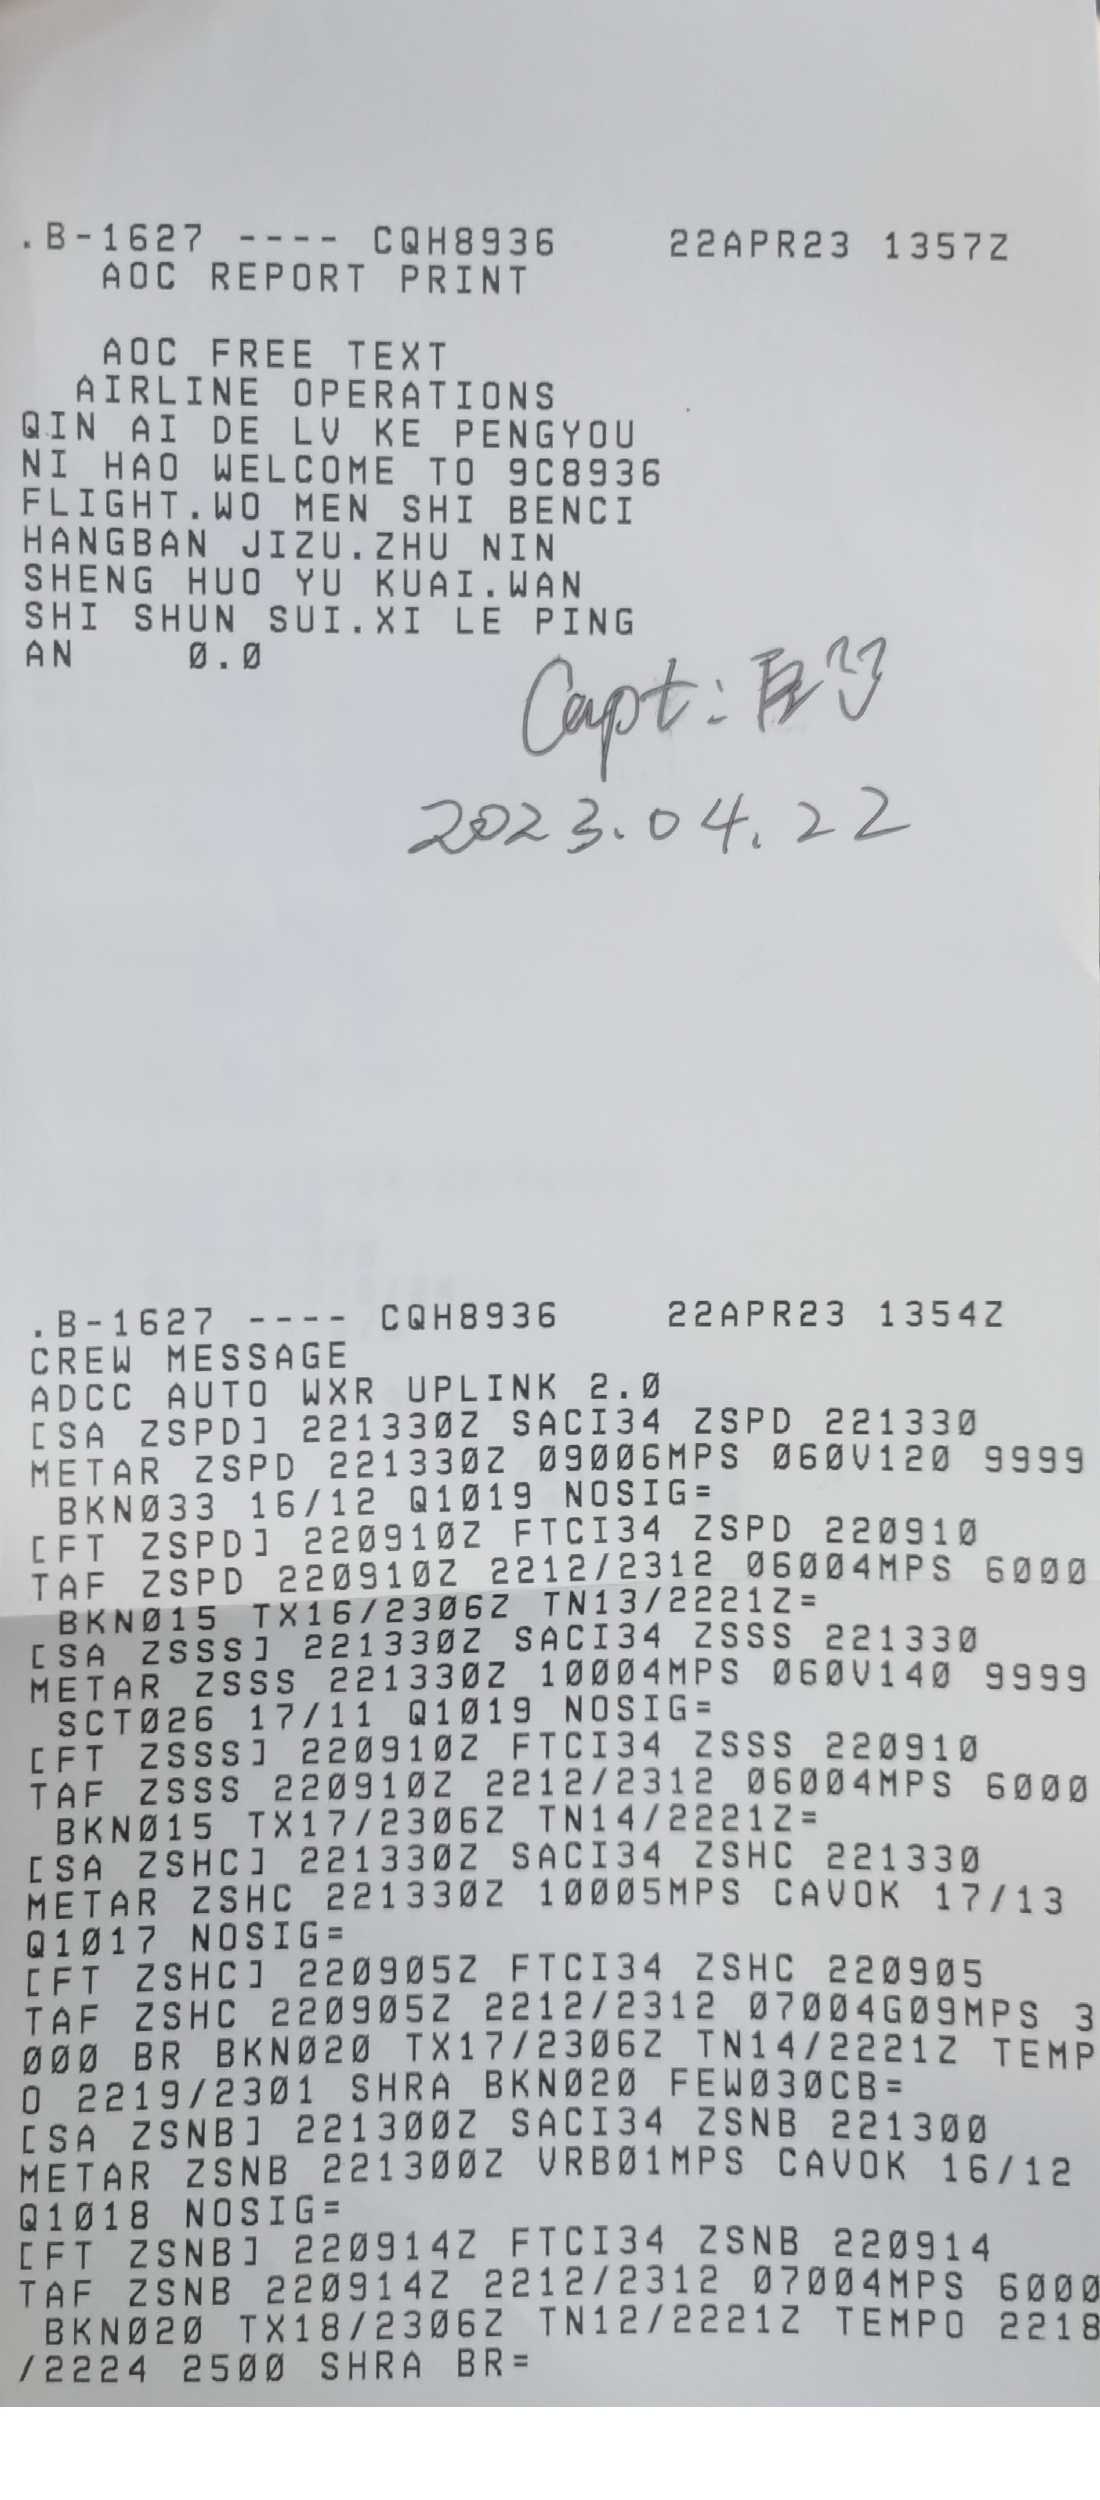 .B-1627 ---- CQH8936 22APR23 1357Z
AOC REPORT PRINT
AOC FREE TEXT
AIRLINE OPERATIONS
QIN AI DE LV KE PENGYOU
NI HAO WELCOME TO 9C8936
FLIGHT.WO MEN SHI BENCI
HANGBAN JIZU.ZHU NIN
SHENG HUO YU KUAI.WAN
SHI SHUN SUI.XI LE PING
AN 0.0
Capt:
2023.04.22
.B-1627 ---- CQH8936 22APR23 1354Z
CREW MESSAGE
ADCC AUTO WXR UPLINK 2.0
[SA ZSPD] 221330Z SACI34 ZSPD 221330
METAR ZSPD 221330Z 09006MPS 060V120 9999
BKN033 16/12 Q1019 NOSIG=
[FT ZSPD] 220910Z FTCI34 ZSPD 220910
TAF ZSPD 220910Z 2212/2312 06004MPS 6000
BKN015 TX16/2306Z TN13/2221Z=
[SA ZSSS] 221330Z SACI34 ZSSS 221330
METAR ZSSS 221330Z 10004MPS 060V140 9999
SCT026 17/11 Q1019 NOSIG=
[FT ZSSS] 220910Z FTCI34 ZSSS 220910
TAF ZSSS 220910Z 2212/2312 06004MPS 6000
BKN015 TX17/2306Z TN14/2221Z=
[SA ZSHC] 221330Z SACI34 ZSHC 221330
METAR ZSHC 221330Z 10005MPS CAVOK 17/13
Q1017 NOSIG=
[FT ZSHC] 220905Z FTCI34 ZSHC 220905
TAF ZSHC 220905Z 2212/2312 07004G09MPS 3
000 BR BKN020 TX17/2306Z TN14/2221Z TEMP
O 2219/2301 SHRA BKN020 FEW030CB=
[SA ZSNB] 221300Z SACI34 ZSNB 221300
METAR ZSNB 221300Z VRB01MPS CAVOK 16/12
Q1018 NOSIG=
[FT ZSNB] 220914Z FTCI34 ZSNB 220914
TAF ZSNB 220914Z 2212/2312 07004MPS 6000
BKN020 TX18/2306Z TN12/2221Z TEMPO 2218
/2224 2500 SHRA BR=